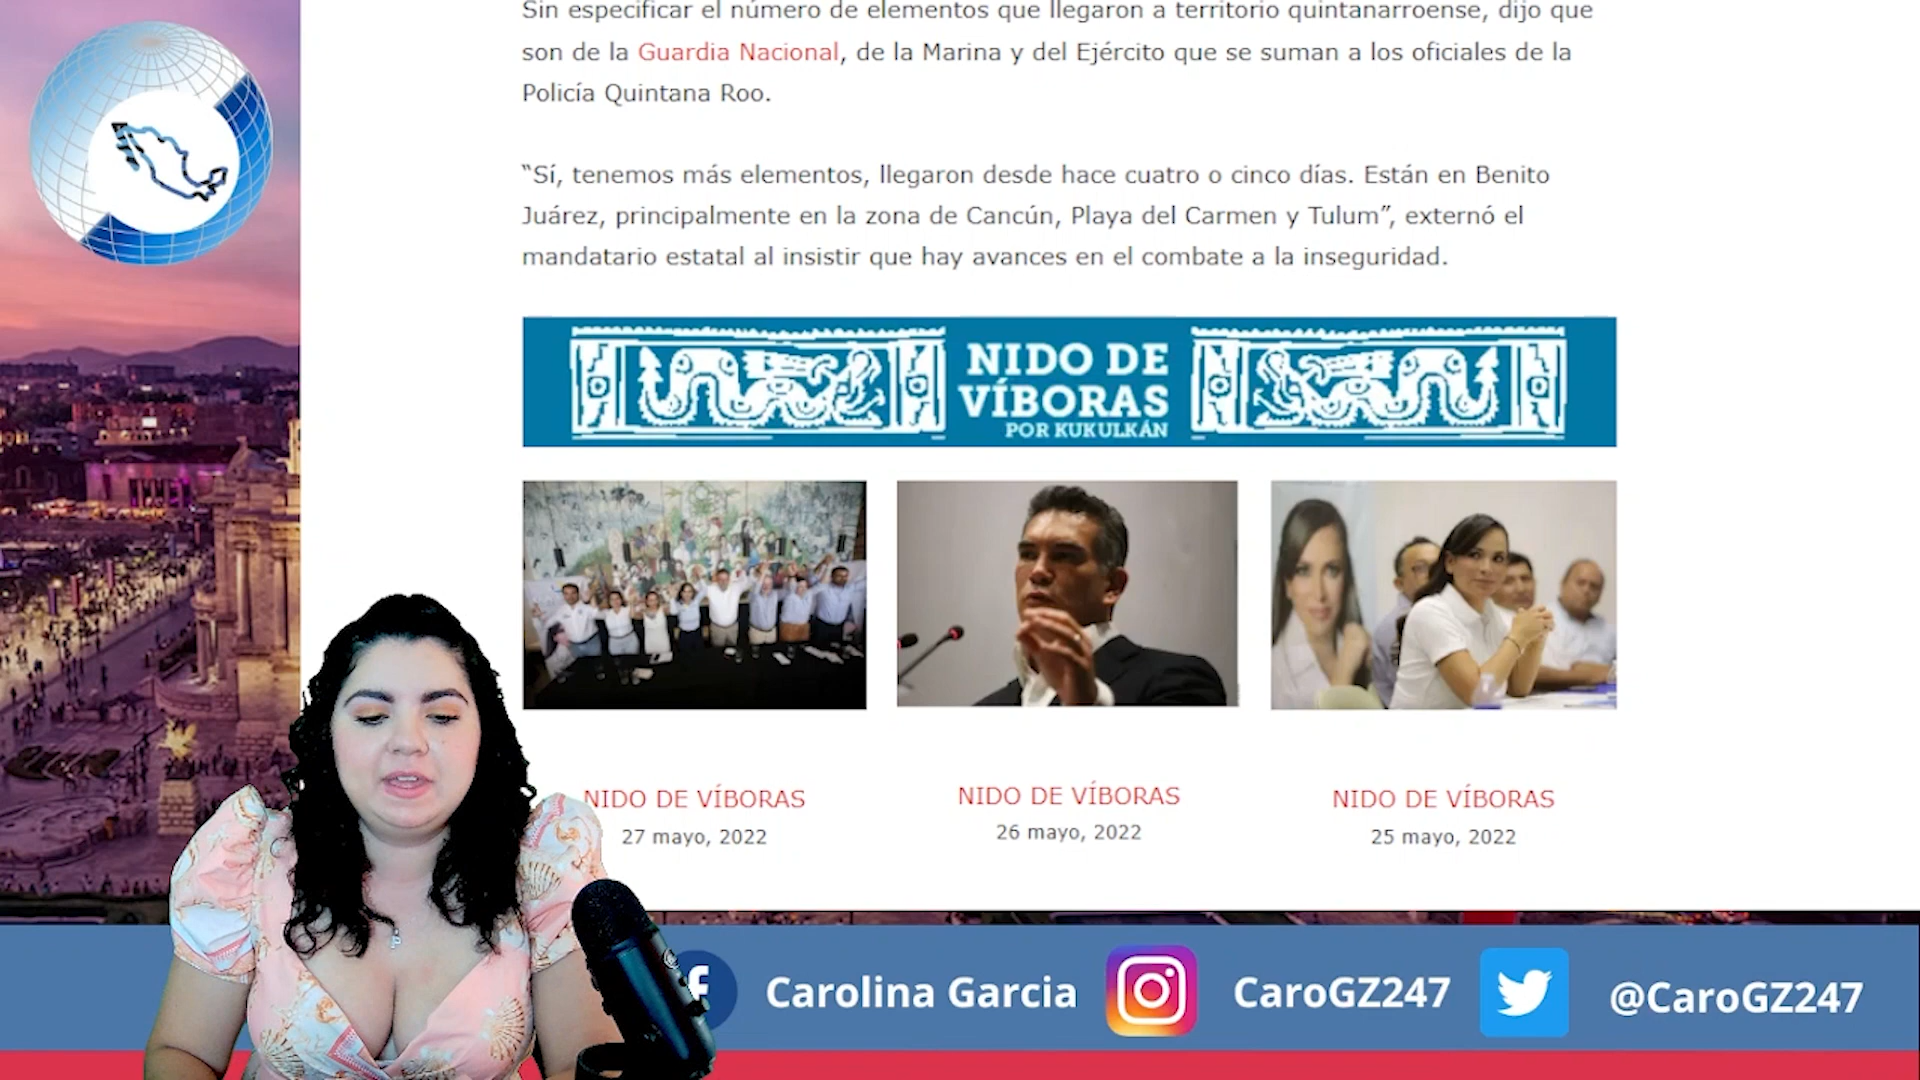 Sin especificar el número de elementos que llegaron a territorio quintanarroense, dijo que
son de la Guardia Nacional, de la Marina y del Ejército que se suman a los oficiales de la
Policía Quintana Roo.
“Sí, tenemos más elementos, llegaron desde hace cuatro o cinco días. Están en Benito
Juárez, principalmente en la zona de Cancún, Playa del Carmen y Tulum”, externó el
mandatario estatal al insistir que hay avances en el combate a la inseguridad.
NIDO DE
VÍBORAS
POR KUKULKÁN
NIDO DE VÍBORAS
27 mayo, 2022
NIDO DE VÍBORAS
26 mayo, 2022
NIDO DE VÍBORAS
25 mayo, 2022
Carolina Garcia
CaroGZ247
@CaroGZ247